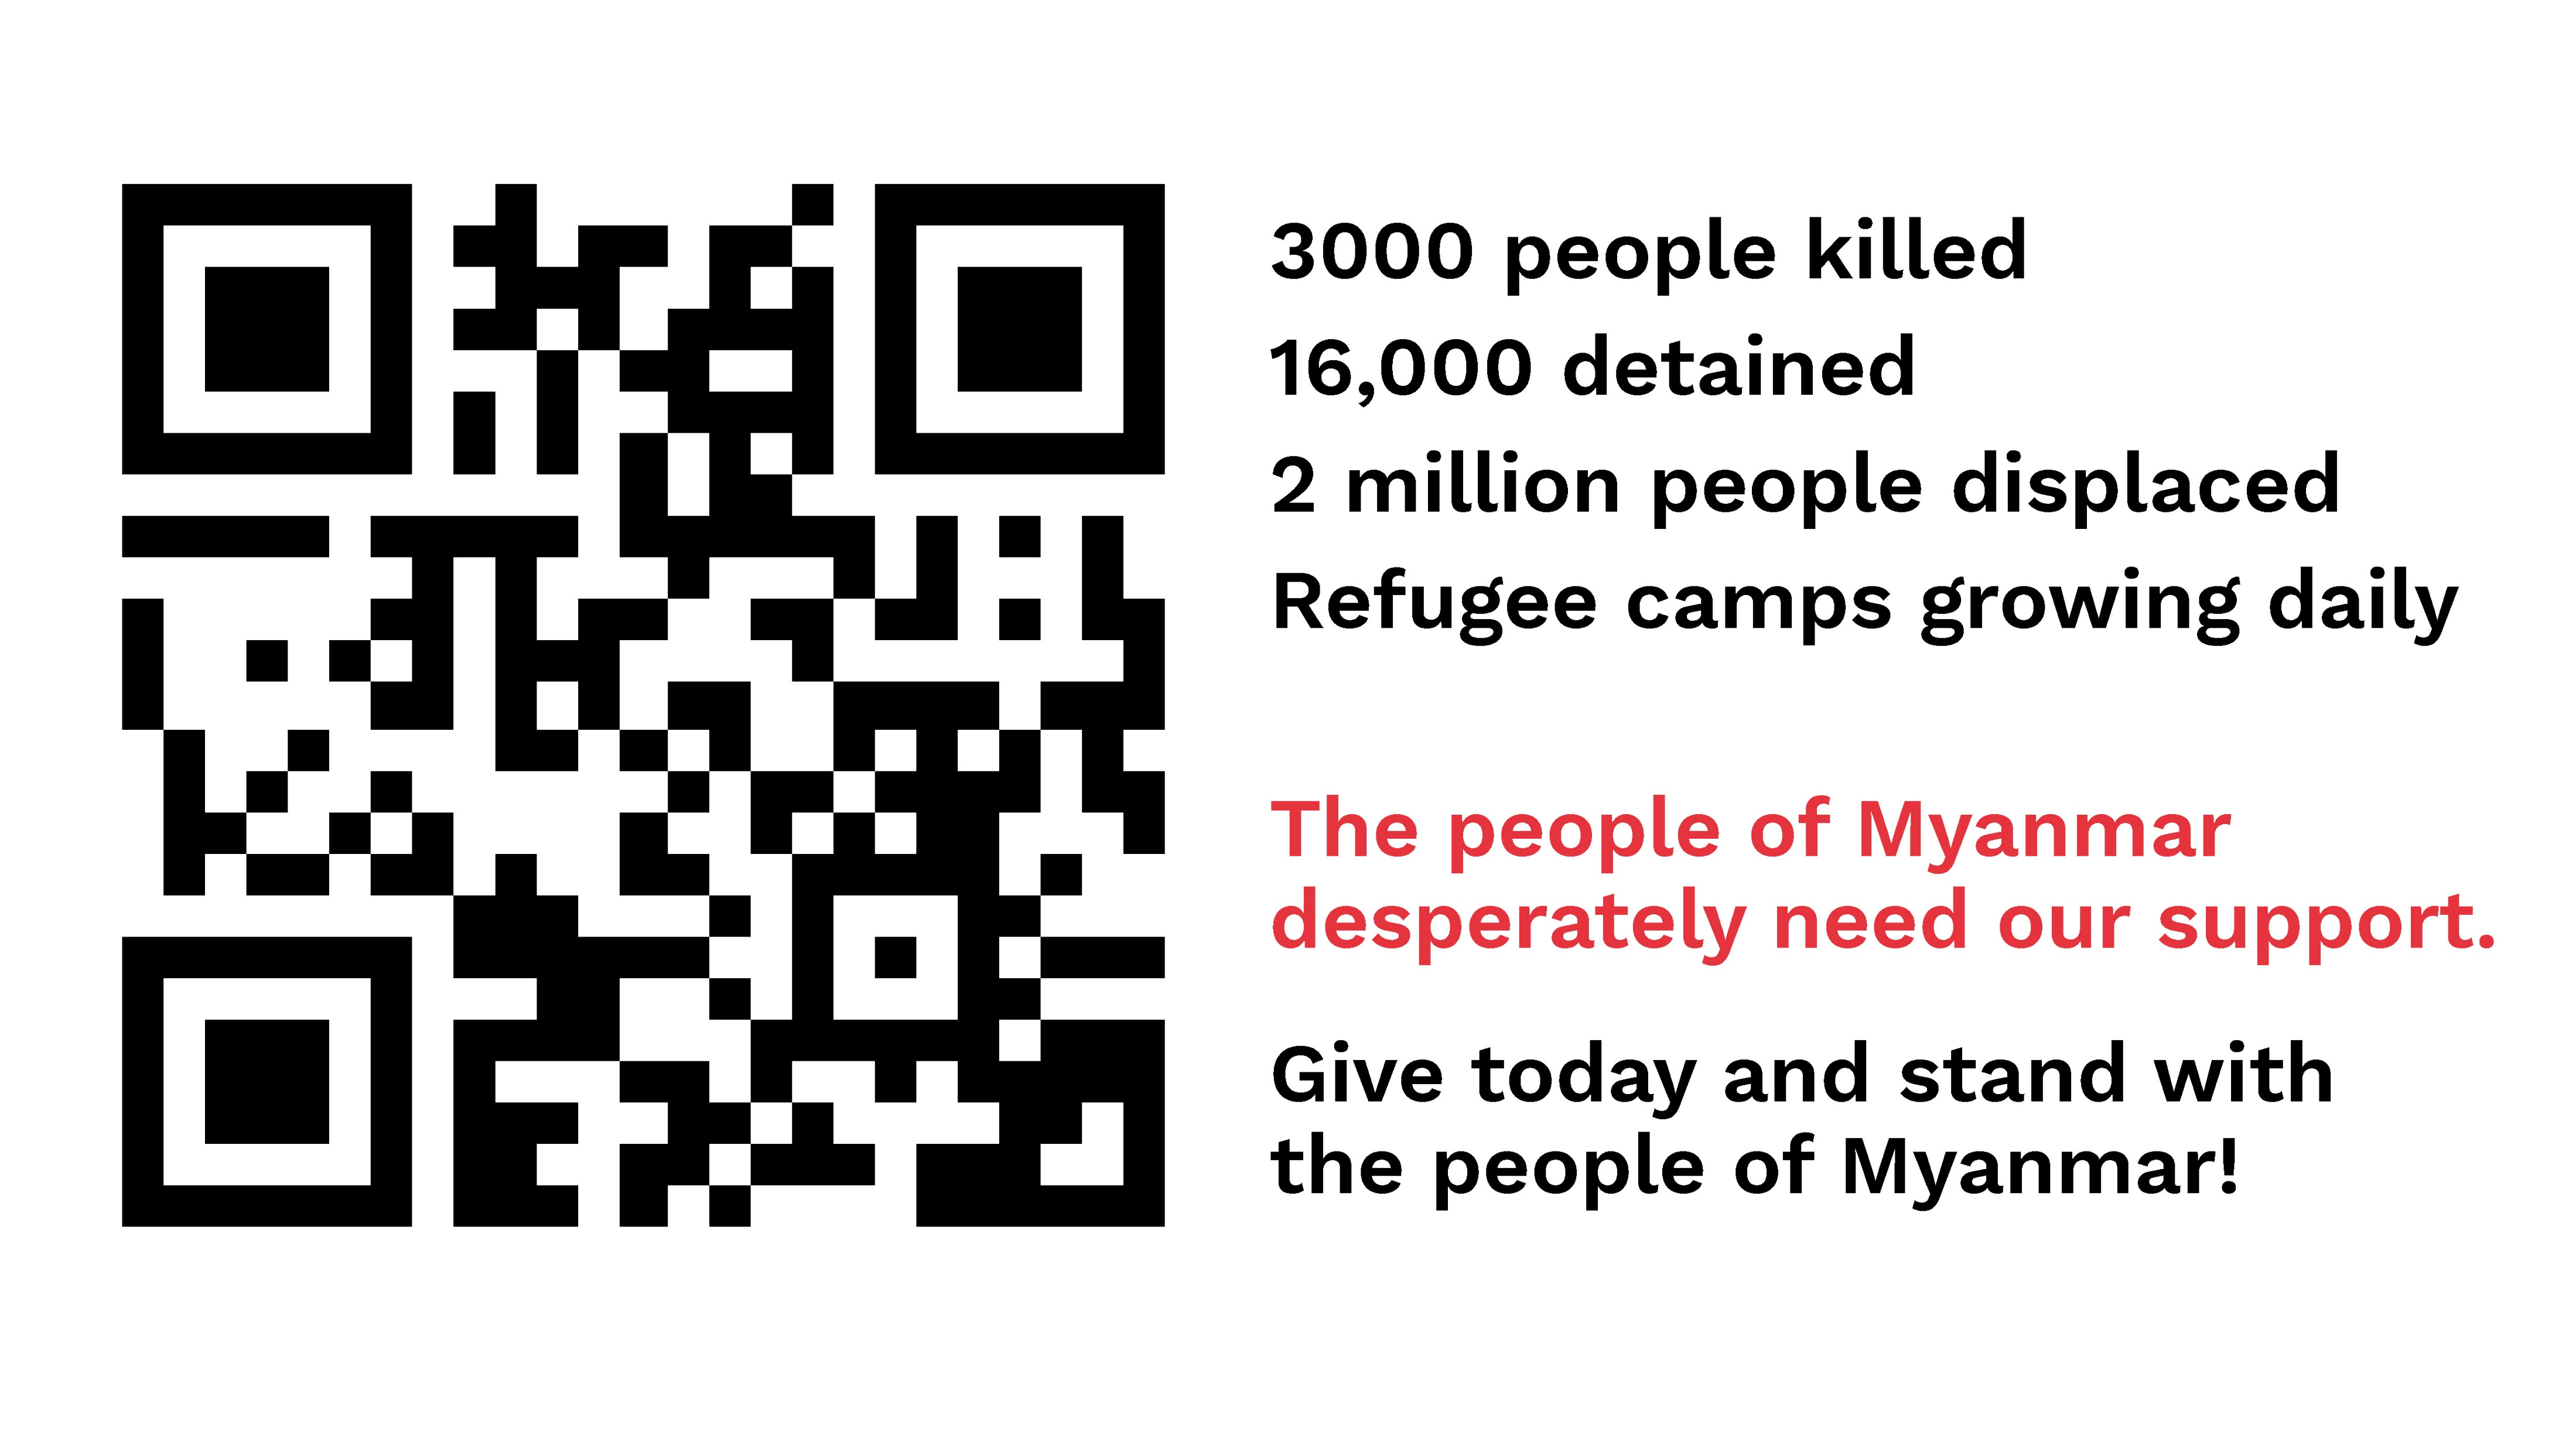 3000 people killed
16,000 detained
2 million people displaced
Refugee camps growing daily
The people of Myanmar
desperately need our support.
Give today and stand with
the people of Myanmar!